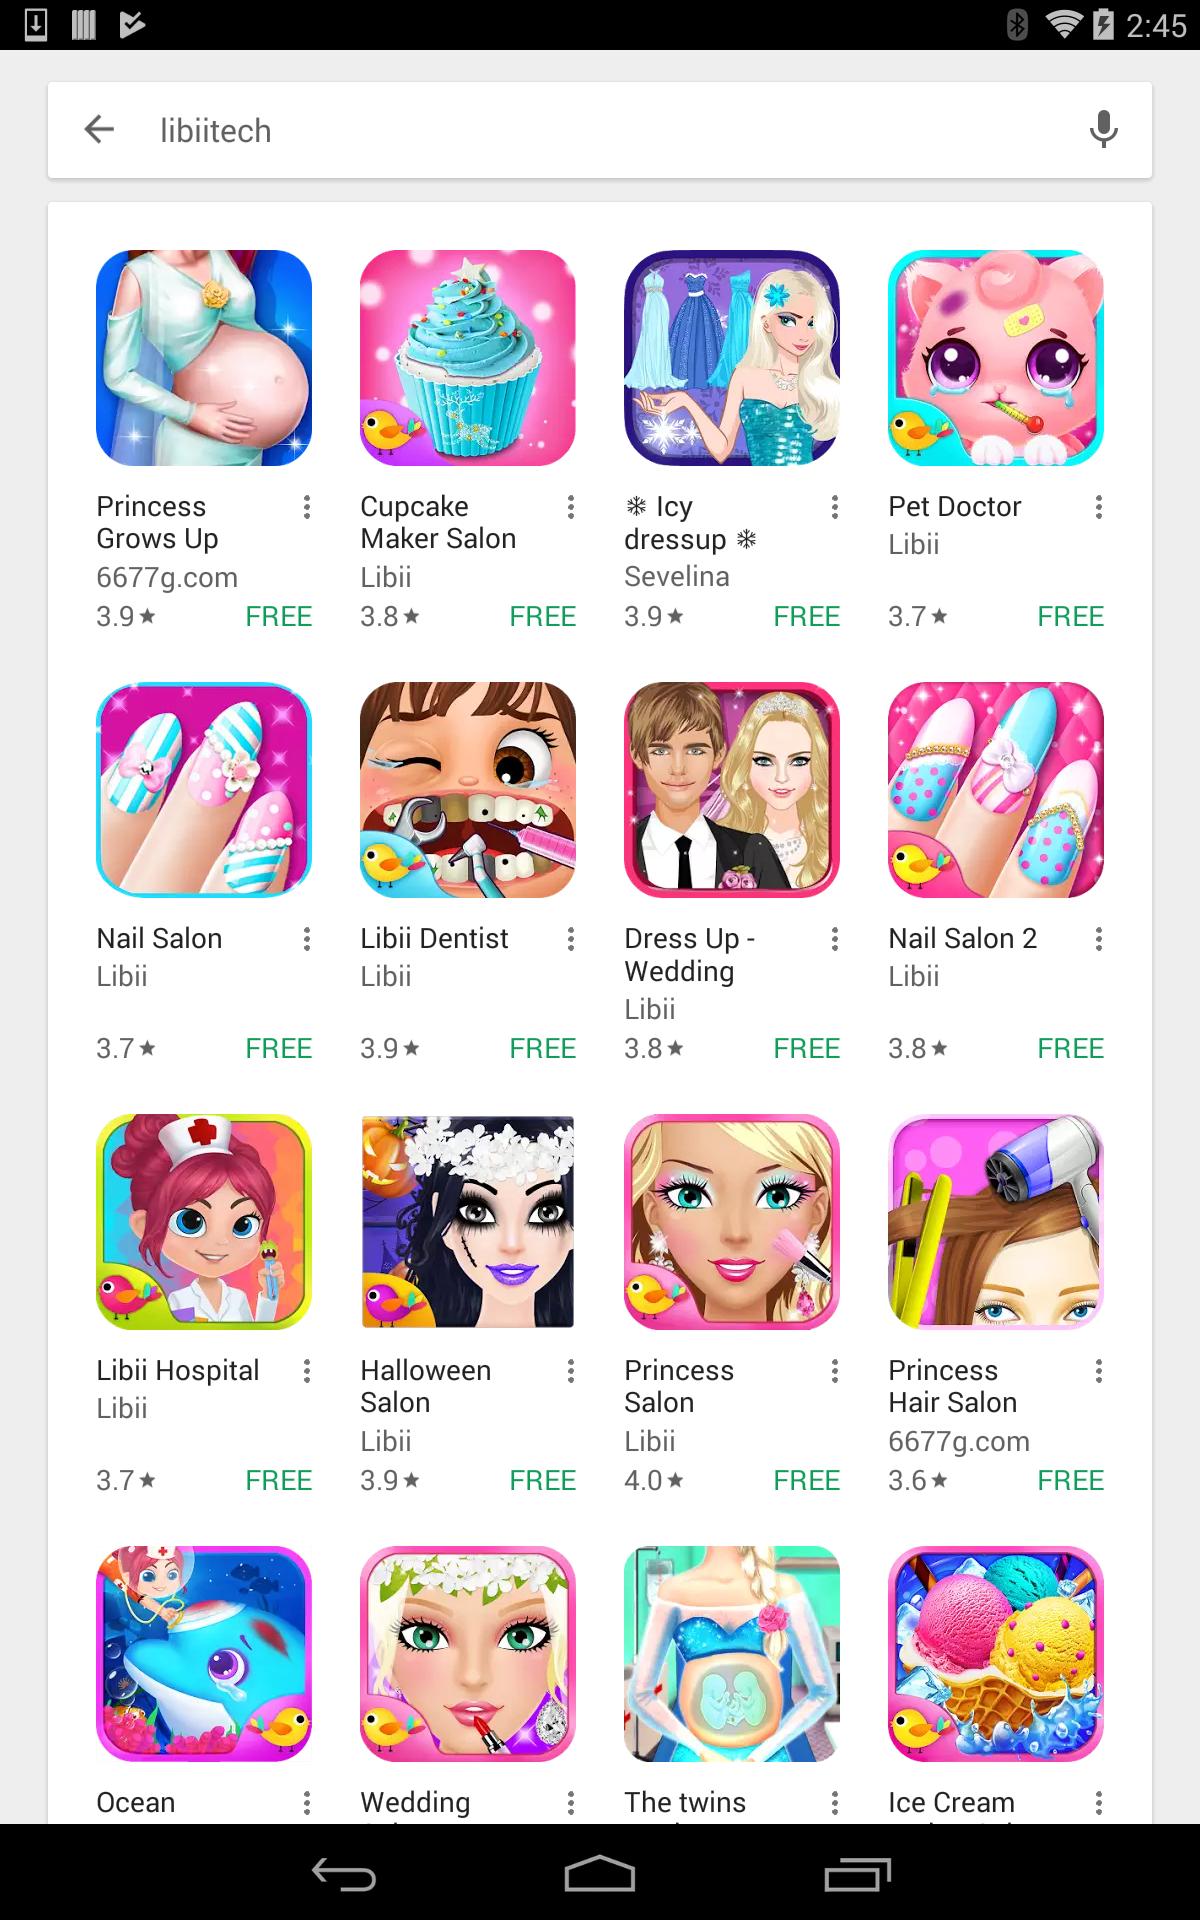 2:45
libiitech
Princess
Grows Up
6677g.com
3.9★ FREE
Cupcake
Maker Salon
Libii
3.8★ FREE
❄ Icy
dressup ❄
Sevelina
3.9★ FREE
Pet Doctor
Libii
3.7★ FREE
Nail Salon
Libii
3.7★ FREE
Libii Dentist
Libii
3.9★ FREE
Dress Up -
Wedding
Libii
3.8★ FREE
Nail Salon 2
Libii
3.8★ FREE
Libii Hospital
Libii
3.7★ FREE
Halloween
Salon
Libii
3.9★ FREE
Princess
Salon
Libii
4.0★ FREE
Princess
Hair Salon
6677g.com
3.6★ FREE
Ocean
Wedding
The twins
Ice Cream